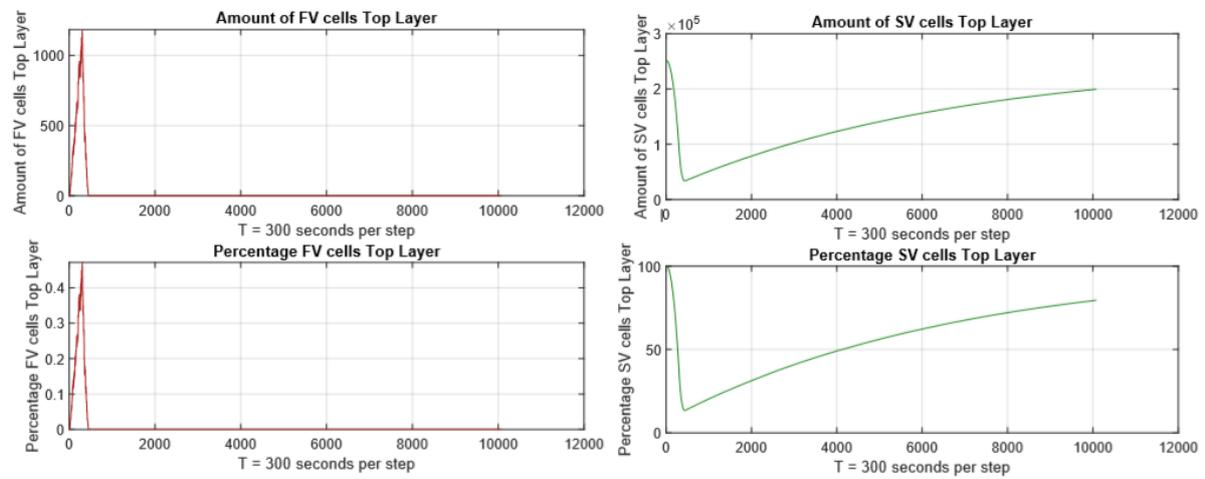 Amount of FV cells Top Layer
Amount of FV cells Top Layer
1000
500
0
0 2000 4000 6000 8000 10000 12000
T = 300 seconds per step
Amount of SV cells Top Layer
Amount of SV cells Top Layer
×10^5
3
2
1
0
0 2000 4000 6000 8000 10000 12000
T = 300 seconds per step
Percentage FV cells Top Layer
Percentage FV cells Top Layer
0.4
0.3
0.2
0.1
0
0 2000 4000 6000 8000 10000 12000
T = 300 seconds per step
Percentage SV cells Top Layer
Percentage SV cells Top Layer
100
50
0
0 2000 4000 6000 8000 10000 12000
T = 300 seconds per step